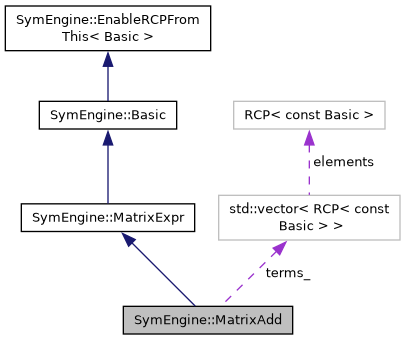 SymEngine::EnableRCPFrom
This< Basic >
SymEngine::Basic
RCP< const Basic >
elements
SymEngine::MatrixExpr
std::vector< RCP< const
Basic > >
terms_
SymEngine::MatrixAdd